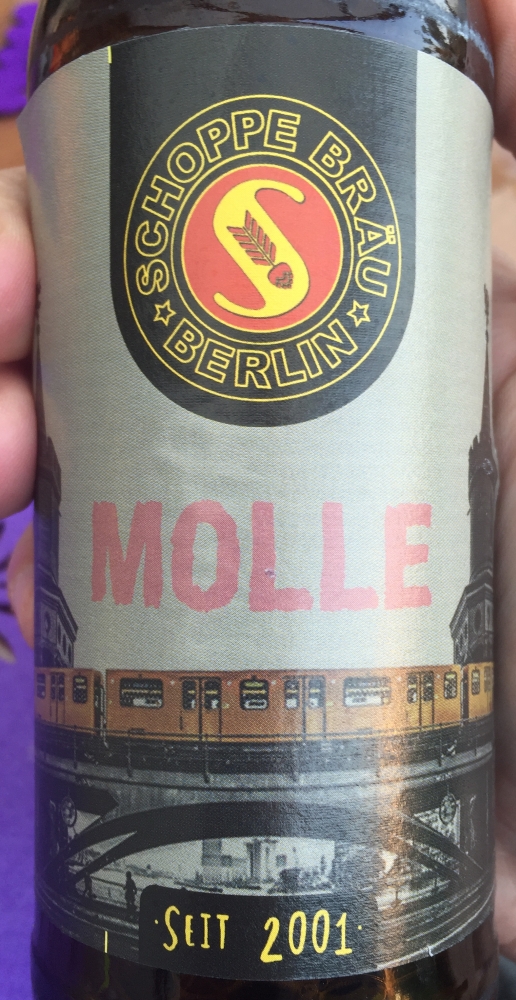 SCHOPPE BRÄU
BERLIN
MOLLE
SEIT 2001